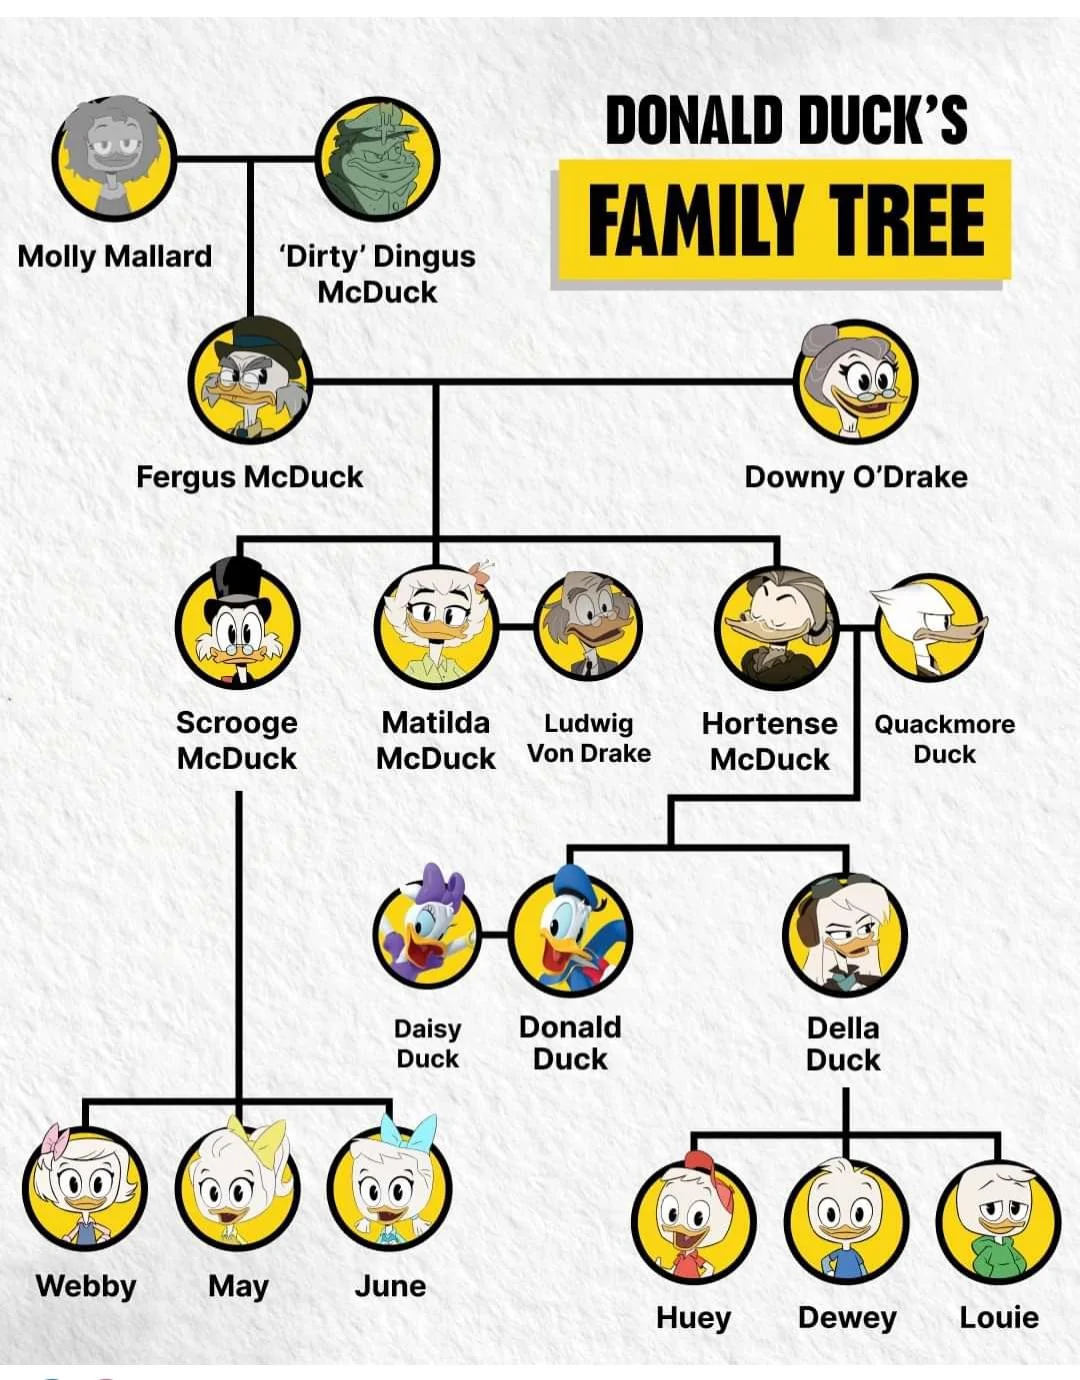 DONALD DUCK'S
FAMILY TREE
Molly Mallard
'Dirty' Dingus
McDuck
Fergus McDuck
Downy O'Drake
Scrooge
McDuck
Matilda
McDuck
Ludwig
Von Drake
Hortense
McDuck
Quackmore
Duck
Daisy
Duck
Donald
Duck
Della
Duck
Webby
May
June
Huey
Dewey
Louie